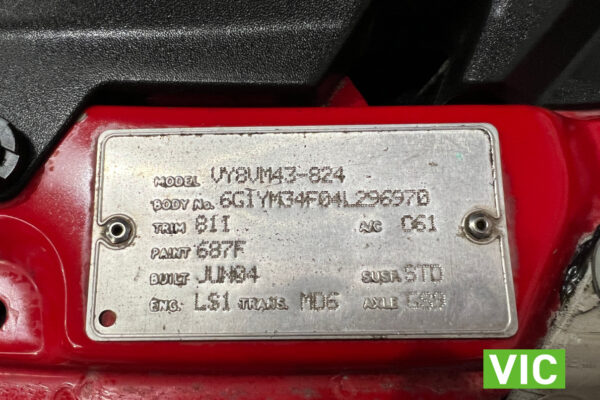 MODEL VY8VM43-824
BODY No. 6G1YM34F04L296970
TRIM 81I A/C C61
PAINT 687F
BUILT JUN04 SUSP. STD
ENG. LS1 TRANS. MD6 AXLE
VIC